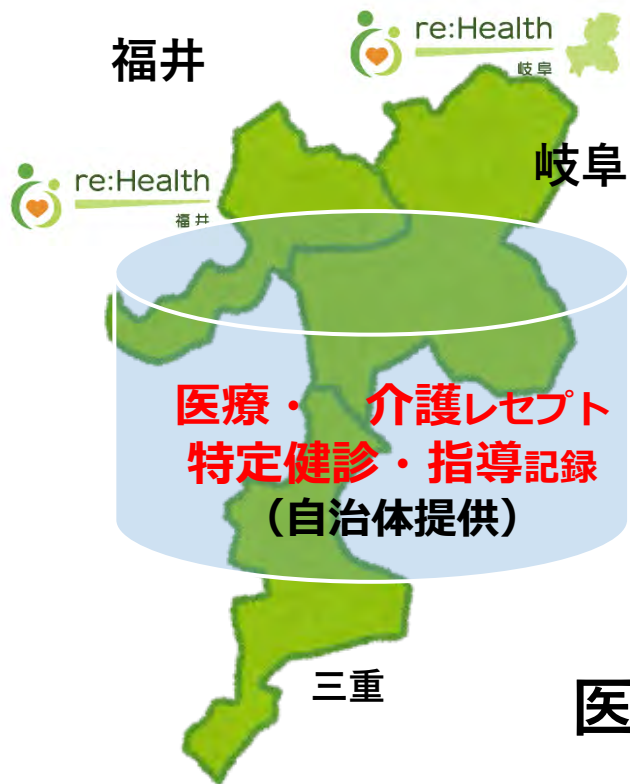 福井
re:Health
岐阜
岐阜
re:Health
福井
医療・ 介護レセプト
特定健診・指導記録
（自治体提供）
三重
医